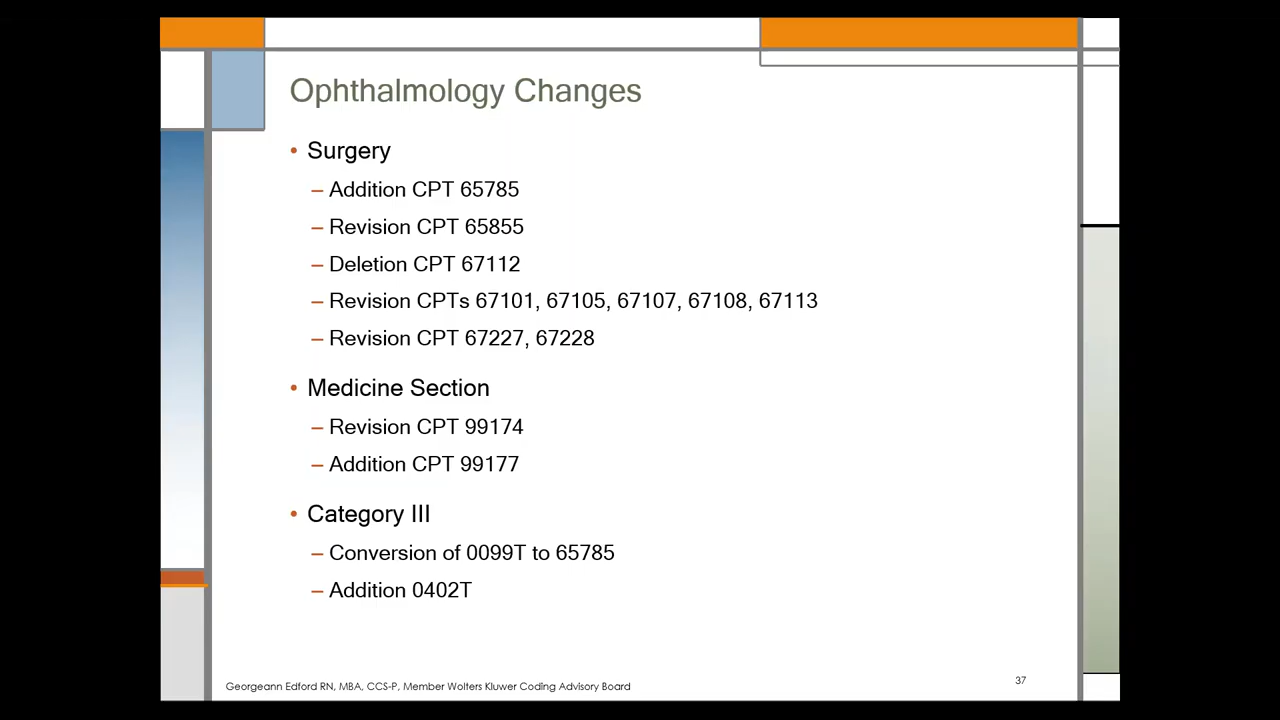 Ophthalmology Changes
• Surgery
– Addition CPT 65785
– Revision CPT 65855
– Deletion CPT 67112
– Revision CPTs 67101, 67105, 67107, 67108, 67113
– Revision CPT 67227, 67228
• Medicine Section
– Revision CPT 99174
– Addition CPT 99177
• Category III
– Conversion of 0099T to 65785
– Addition 0402T
Georgeann Edford RN, MBA, CCS-P, Member Wolters Kluwer Coding Advisory Board
37